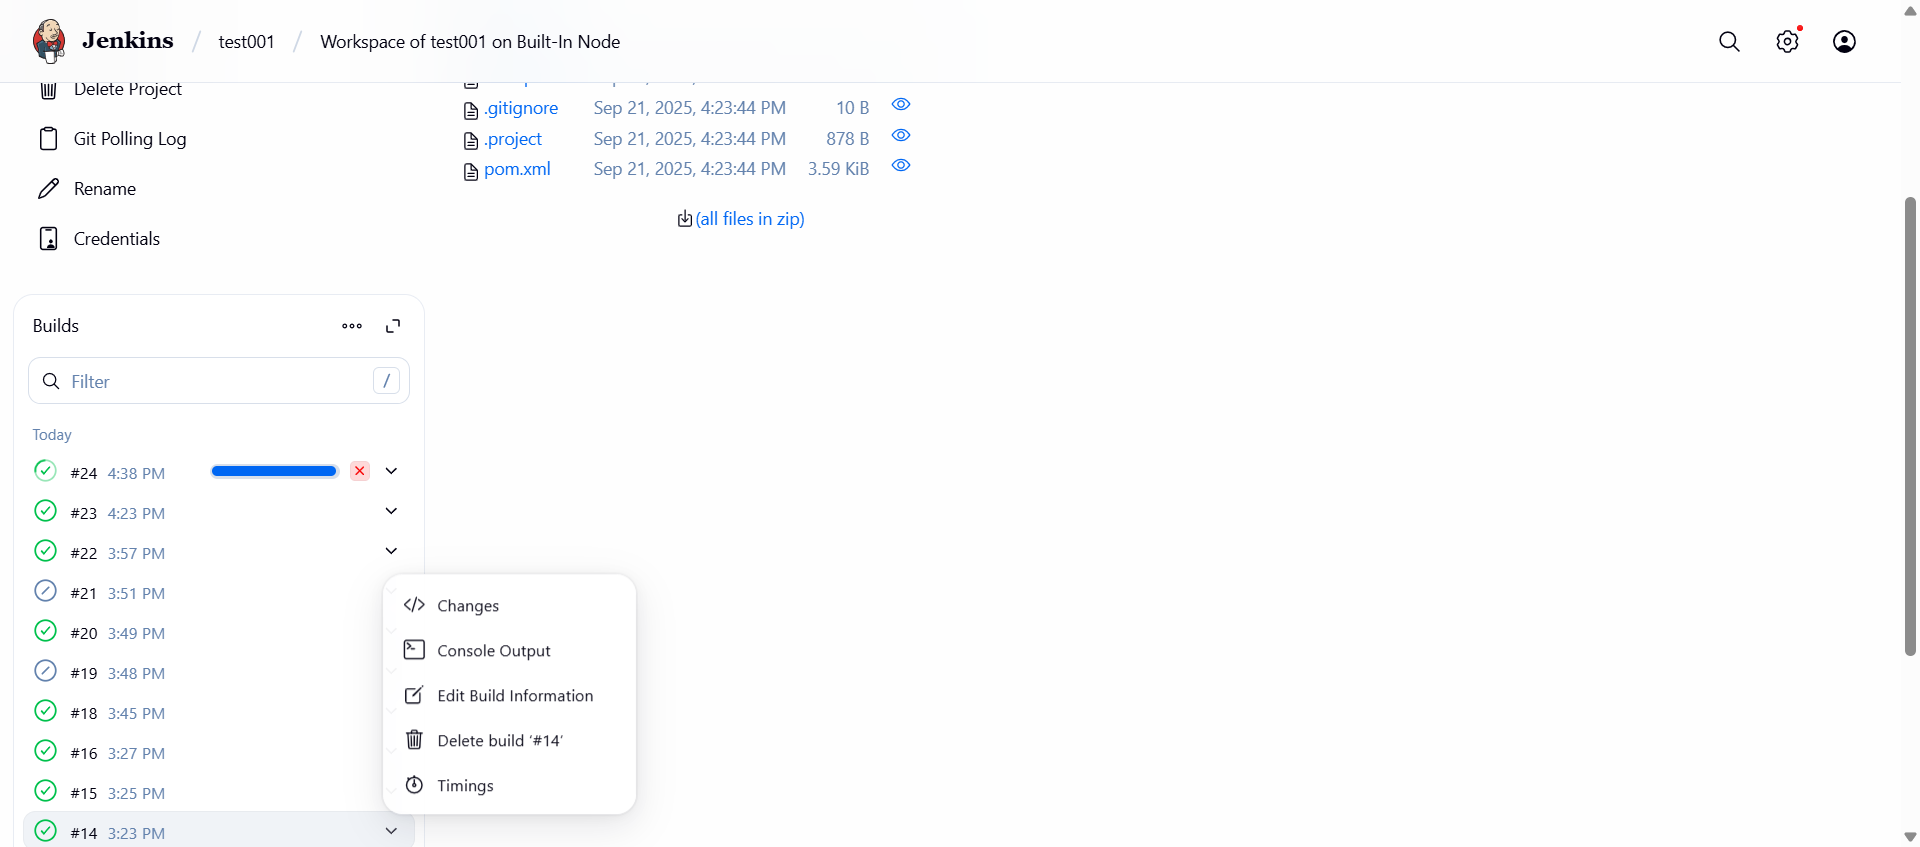 Jenkins / test001 / Workspace of test001 on Built-In Node
Delete Project
Git Polling Log
Rename
Credentials
.gitignore Sep 21, 2025, 4:23:44 PM 10 B
.project Sep 21, 2025, 4:23:44 PM 878 B
pom.xml Sep 21, 2025, 4:23:44 PM 3.59 KiB
(all files in zip)
Builds
Filter /
Today
#24 4:38 PM
#23 4:23 PM
#22 3:57 PM
#21 3:51 PM
#20 3:49 PM
#19 3:48 PM
#18 3:45 PM
#16 3:27 PM
#15 3:25 PM
#14 3:23 PM
Changes
Console Output
Edit Build Information
Delete build ‘#14’
Timings